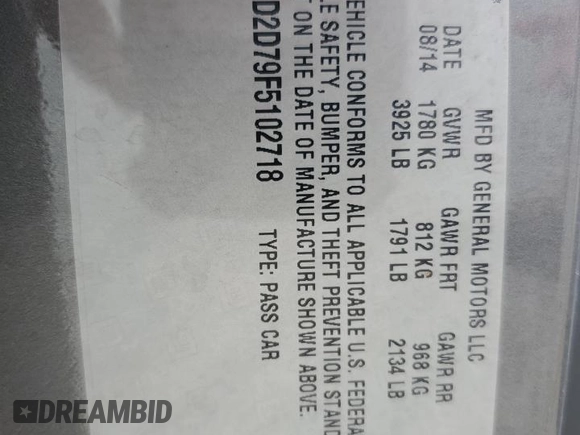 MFD BY GENERAL MOTORS LLC
DATE GVWR GAWR FRT GAWR RR
08/14 1780 KG 812 KG 968 KG
3925 LB 1791 LB 2134 LB
VEHICLE CONFORMS TO ALL APPLICABLE U.S. FEDERA
LE SAFETY, BUMPER, AND THEFT PREVENTION STAND
ON THE DATE OF MANUFACTURE SHOWN ABOVE.
D2D79F5102718 TYPE: PASS CAR
DREAMBID